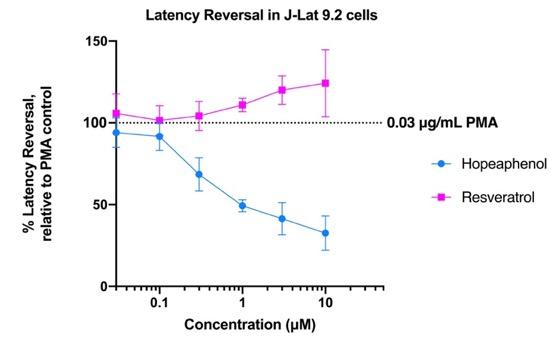 Latency Reversal in J-Lat 9.2 cells
% Latency Reversal,
relative to PMA control
150
100
50
0
0.03 µg/mL PMA
Hopeaphenol
Resveratrol
0.1
1
10
Concentration (µM)